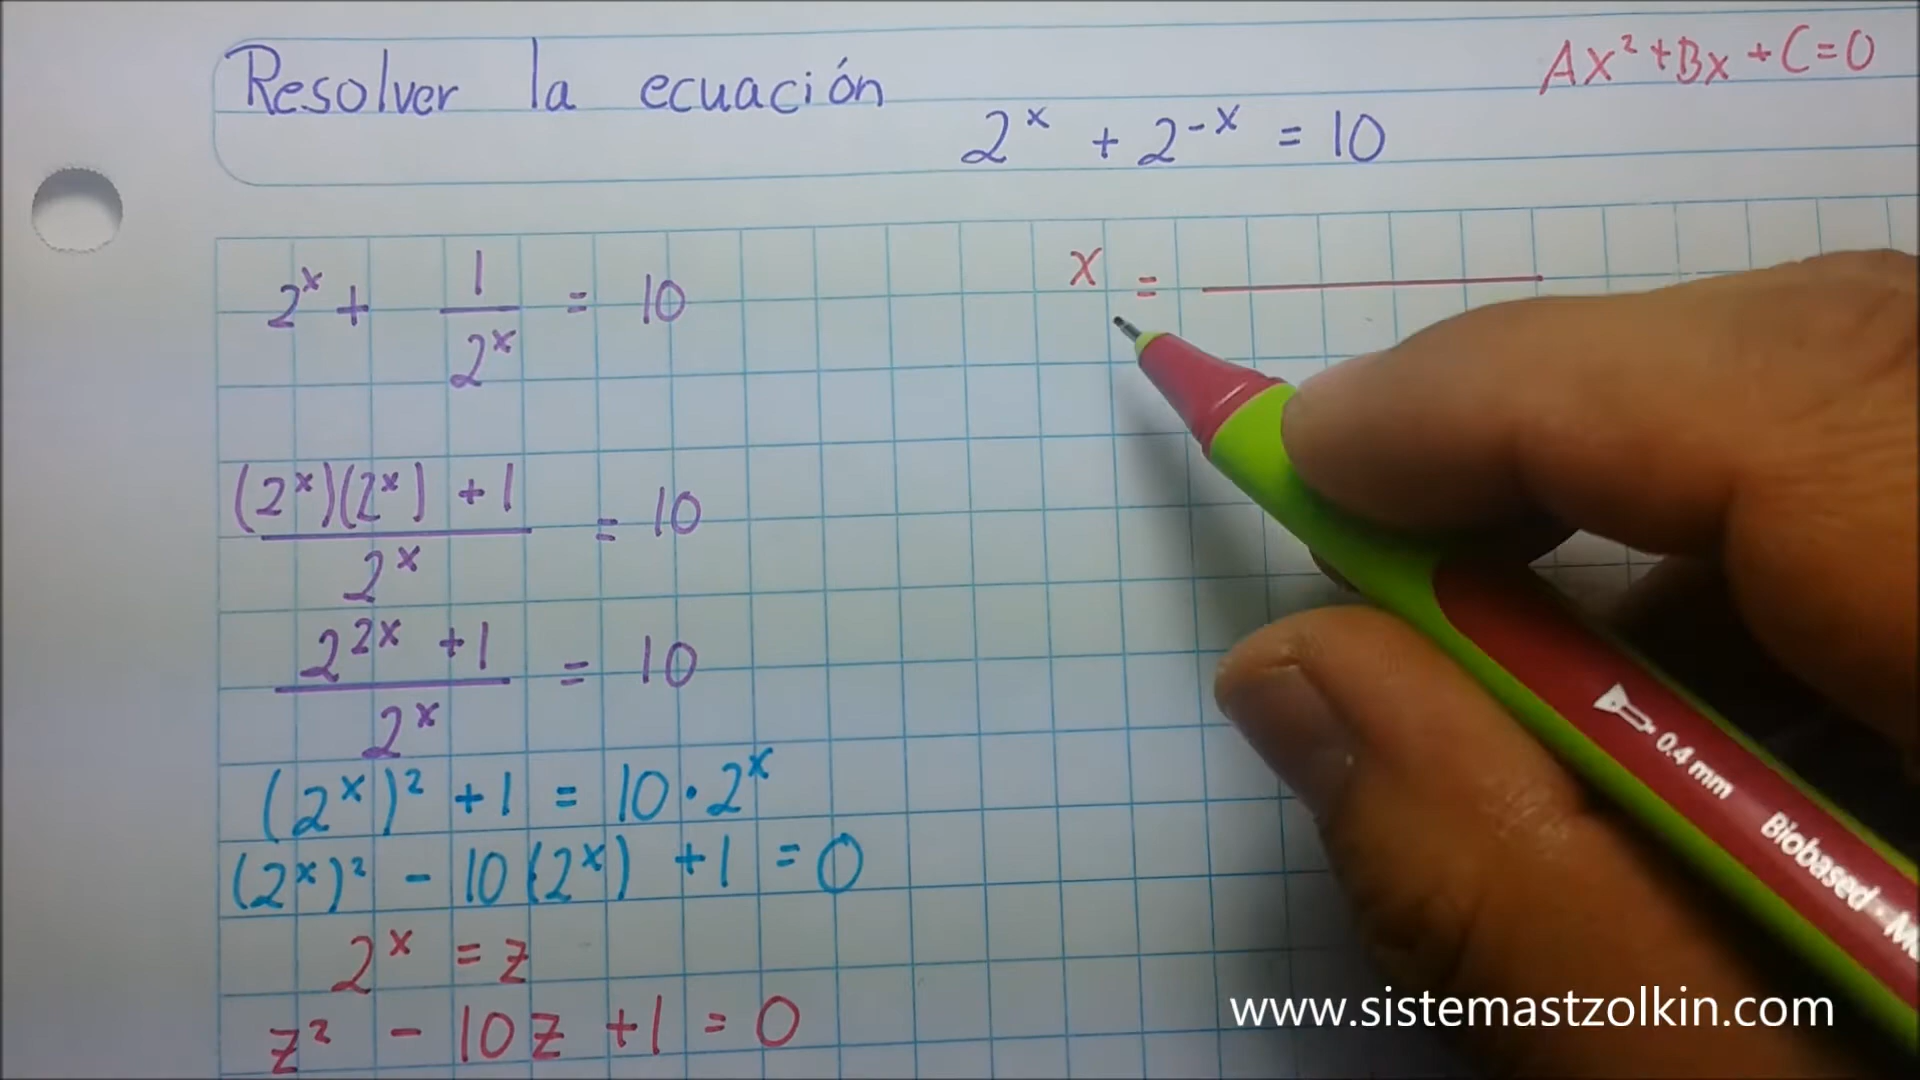 Resolver la ecuación
2^x + 2^-x = 10
Ax² + Bx + C = 0
2^x + 1/2^x = 10
(2^x)(2^x) + 1 / 2^x = 10
2^2x + 1 / 2^x = 10
(2^x)² + 1 = 10 · 2^x
(2^x)² - 10(2^x) + 1 = 0
2^x = z
z² - 10z + 1 = 0
x =
0.4 mm
Biobased
www.sistemastzolkin.com